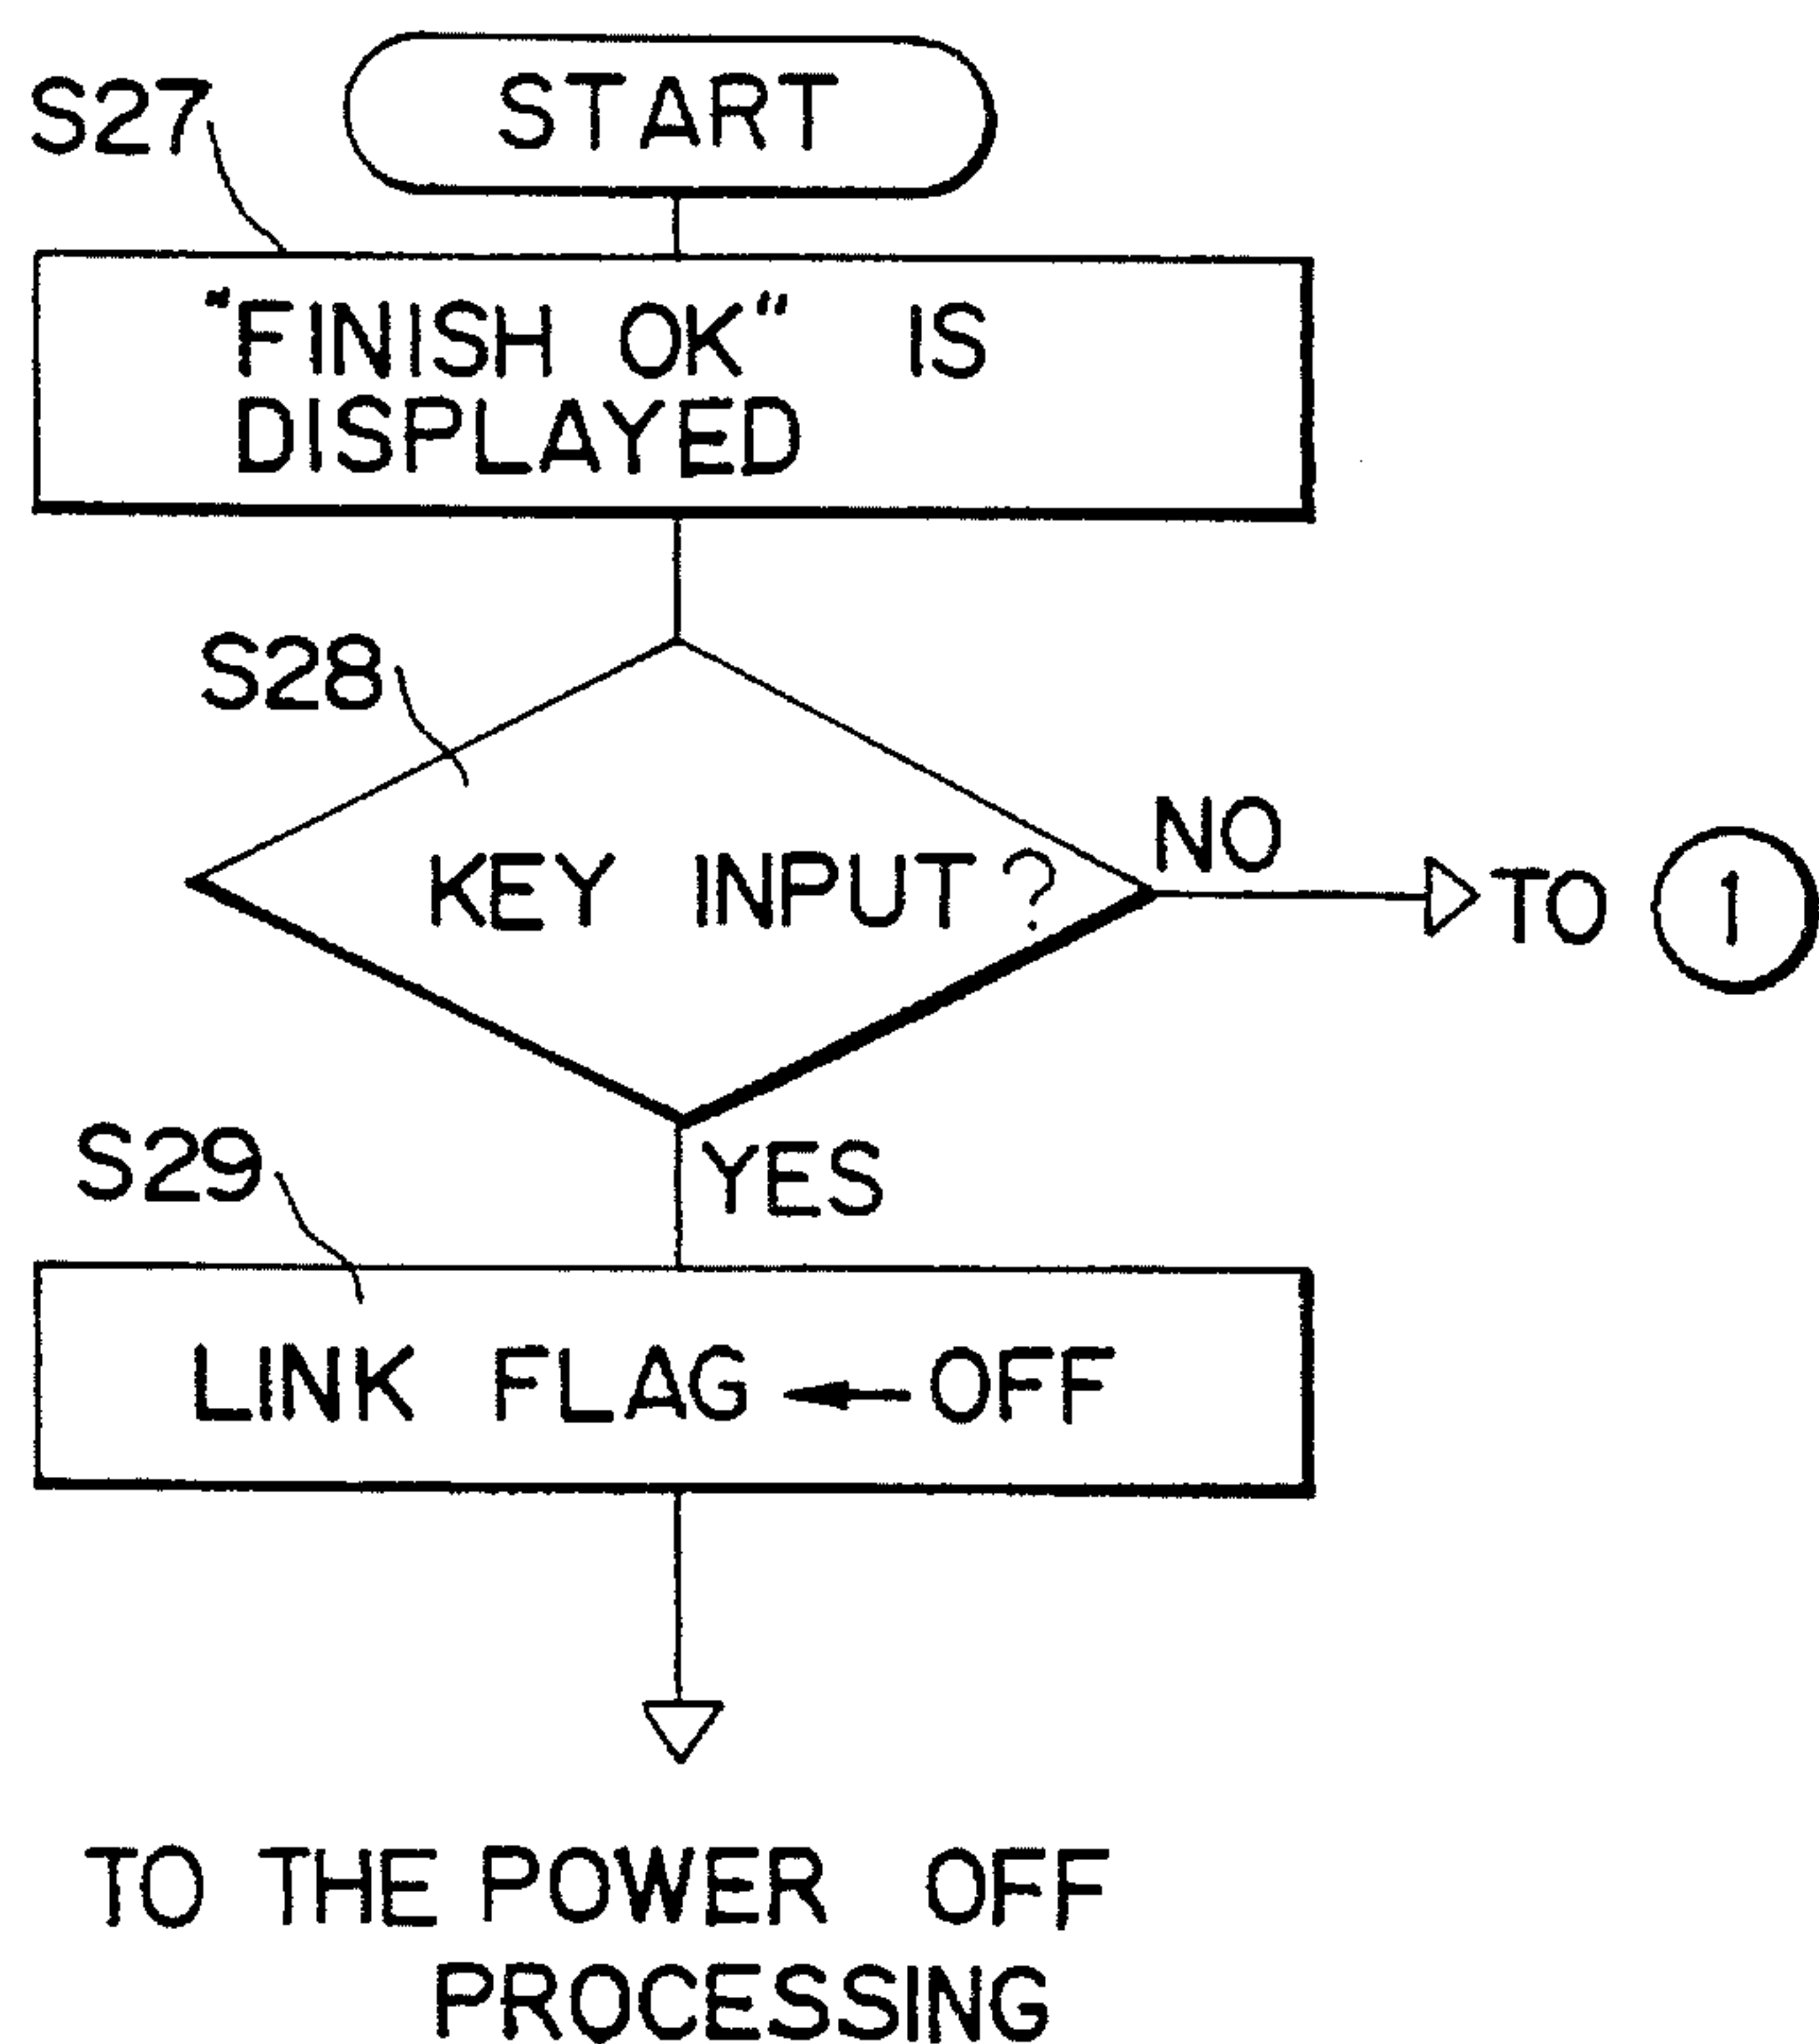 START
S27
"FINISH OK" IS
DISPLAYED
S28
KEY INPUT?
NO
TO 1
YES
S29
LINK FLAG ← OFF
TO THE POWER OFF
PROCESSING